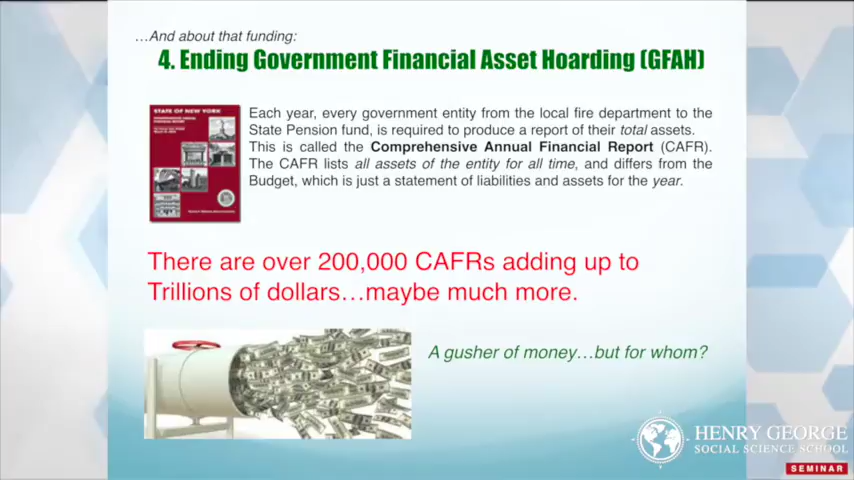 ...And about that funding:
4. Ending Government Financial Asset Hoarding (GFAH)
STATE OF NEW YORK
Each year, every government entity from the local fire department to the
State Pension fund, is required to produce a report of their total assets.
This is called the Comprehensive Annual Financial Report (CAFR).
The CAFR lists all assets of the entity for all time, and differs from the
Budget, which is just a statement of liabilities and assets for the year.
There are over 200,000 CAFRs adding up to
Trillions of dollars...maybe much more.
A gusher of money...but for whom?
HENRY GEORGE
SOCIAL SCIENCE SCHOOL
SEMINAR